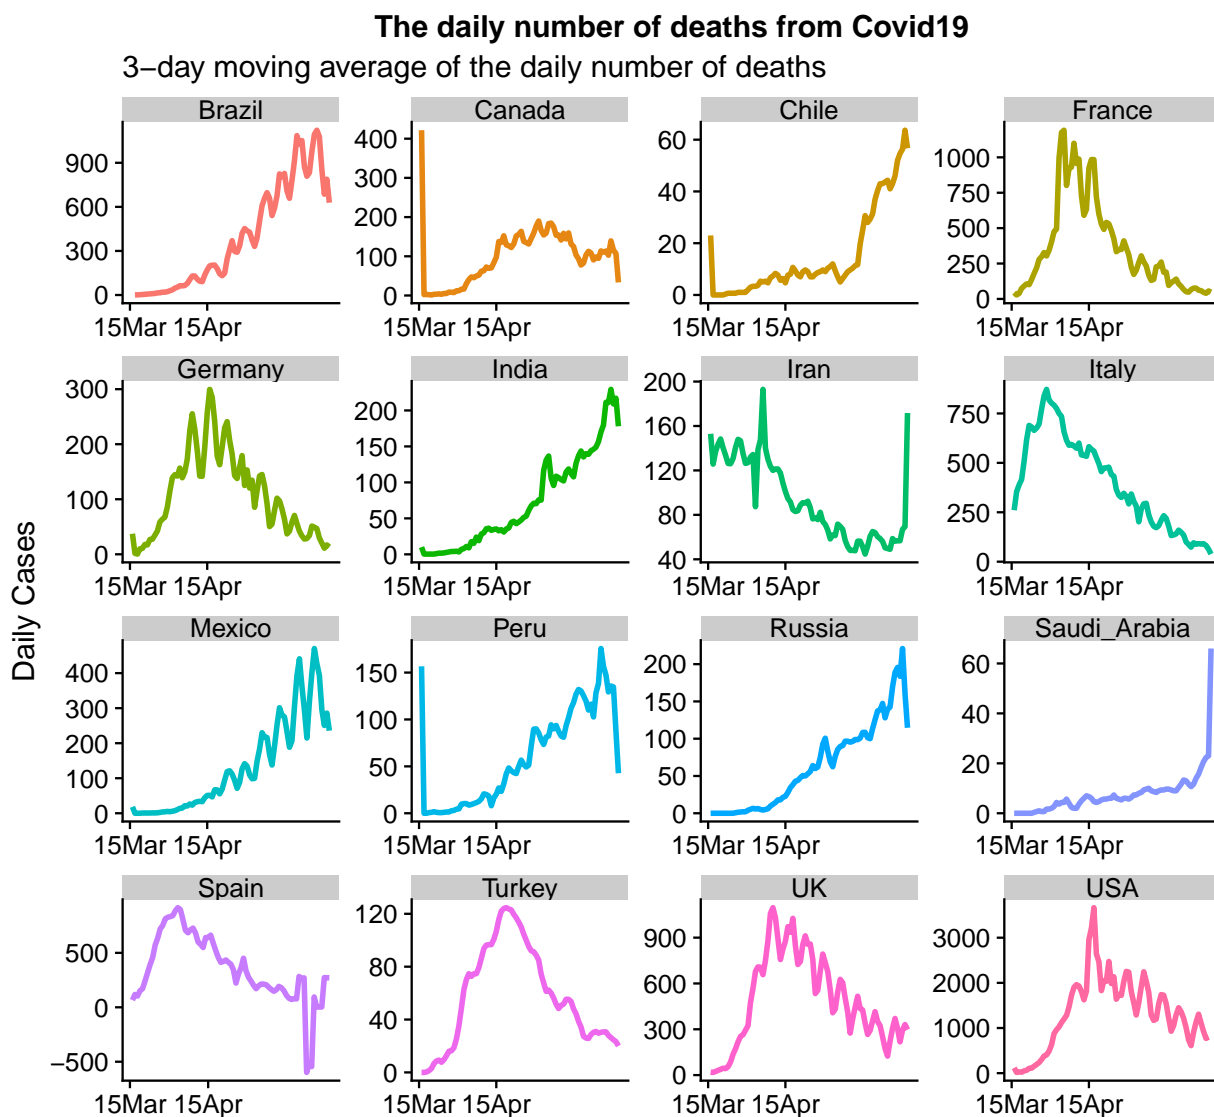 The daily number of deaths from Covid19
3−day moving average of the daily number of deaths
Daily Cases
Brazil
900
600
300
0
15Mar 15Apr
Canada
400
300
200
100
0
15Mar 15Apr
Chile
60
40
20
0
15Mar 15Apr
France
1000
750
500
250
0
15Mar 15Apr
Germany
300
200
100
0
15Mar 15Apr
India
200
150
100
50
0
15Mar 15Apr
Iran
200
160
120
80
40
15Mar 15Apr
Italy
750
500
250
0
15Mar 15Apr
Mexico
400
300
200
100
0
15Mar 15Apr
Peru
150
100
50
0
15Mar 15Apr
Russia
200
150
100
50
0
15Mar 15Apr
Saudi_Arabia
60
40
20
0
15Mar 15Apr
Spain
500
0
−500
15Mar 15Apr
Turkey
120
80
40
0
15Mar 15Apr
UK
900
600
300
0
15Mar 15Apr
USA
3000
2000
1000
0
15Mar 15Apr